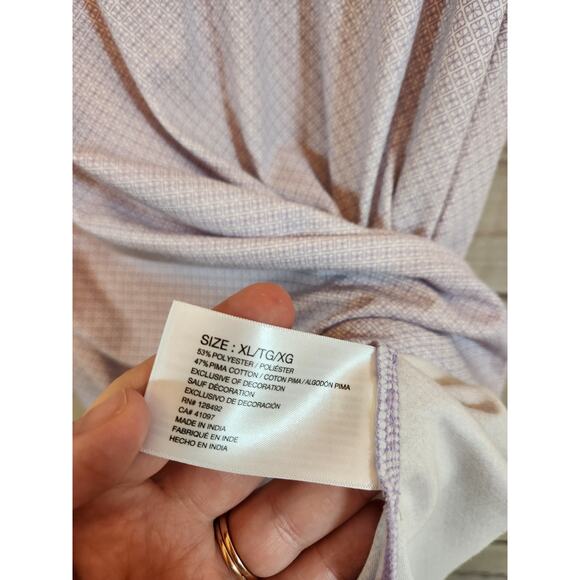 SIZE : XL/TG/XG
53% POLYESTER / POLIÉSTER
47% PIMA COTTON / COTON PIMA / ALGODÓN PIMA
EXCLUSIVE OF DECORATION
SAUF DÉCORATION
EXCLUSIVO DE DECORACIÓN
RN# 128492
CA# 41097
MADE IN INDIA
FABRIQUÉ EN INDE
HECHO EN INDIA